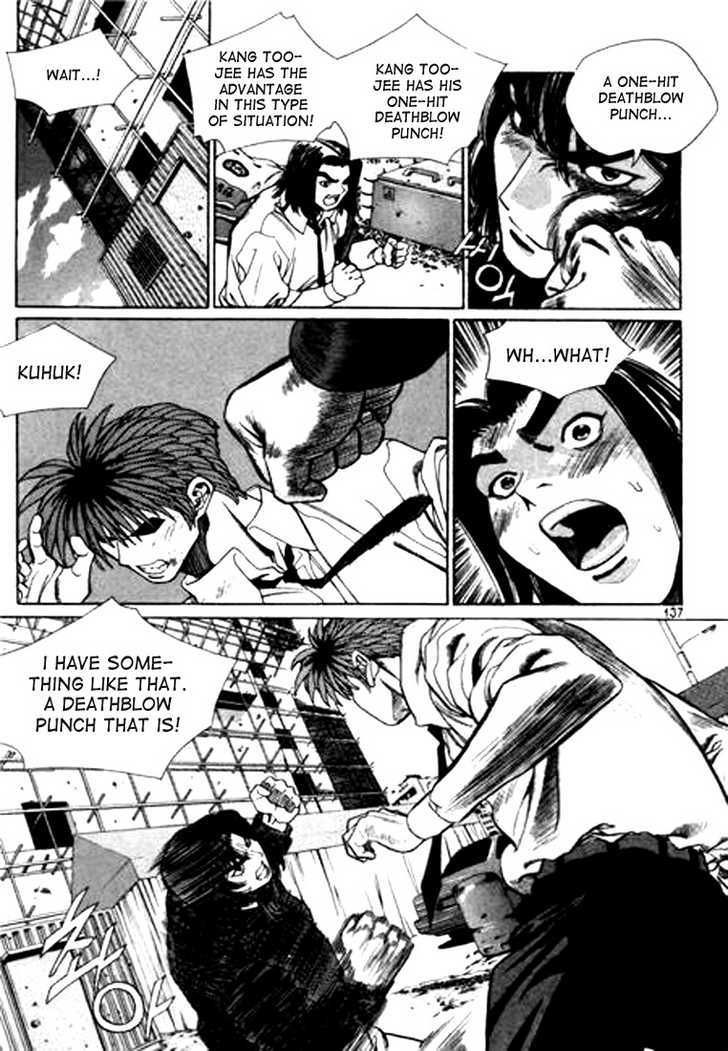 WAIT...!
KANG TOO-
JEE HAS THE
ADVANTAGE
IN THIS TYPE
OF SITUATION!
KANG TOO-
JEE HAS HIS
ONE-HIT
DEATHBLOW
PUNCH!
A ONE-HIT
DEATHBLOW
PUNCH...
KUHUK!
WH...WHAT!
137
I HAVE SOME-
THING LIKE THAT.
A DEATHBLOW
PUNCH THAT IS!